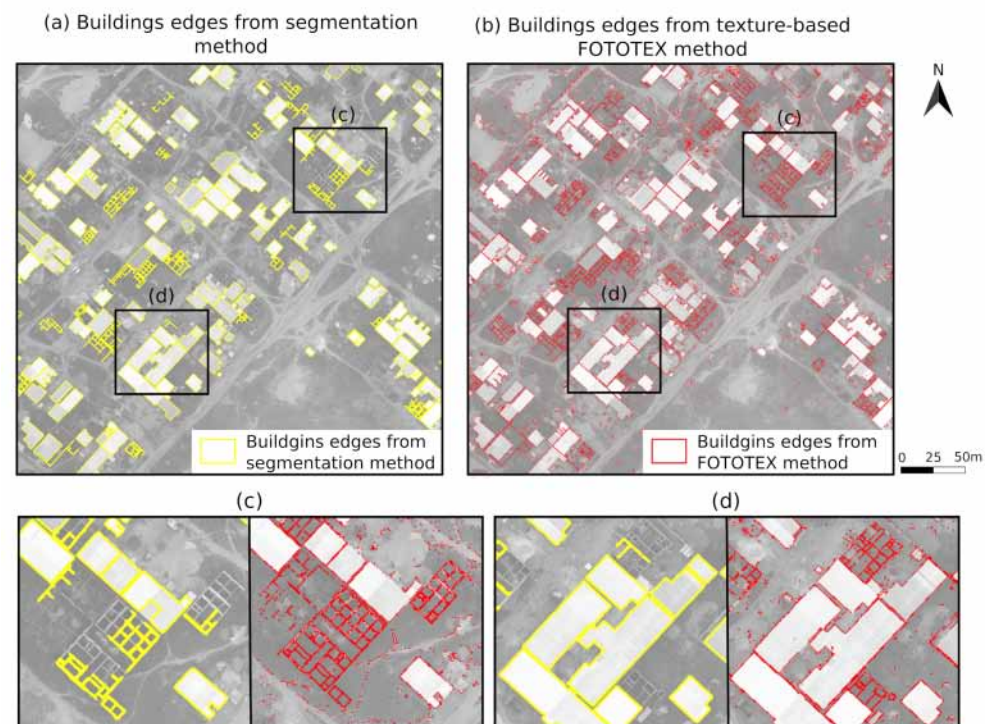 (a) Buildings edges from segmentation
method
(b) Buildings edges from texture-based
FOTOTEX method
N
(c)
(d)
Buildgins edges from
segmentation method
(c)
(d)
Buildgins edges from
FOTOTEX method
0 25 50m
(c)
(d)